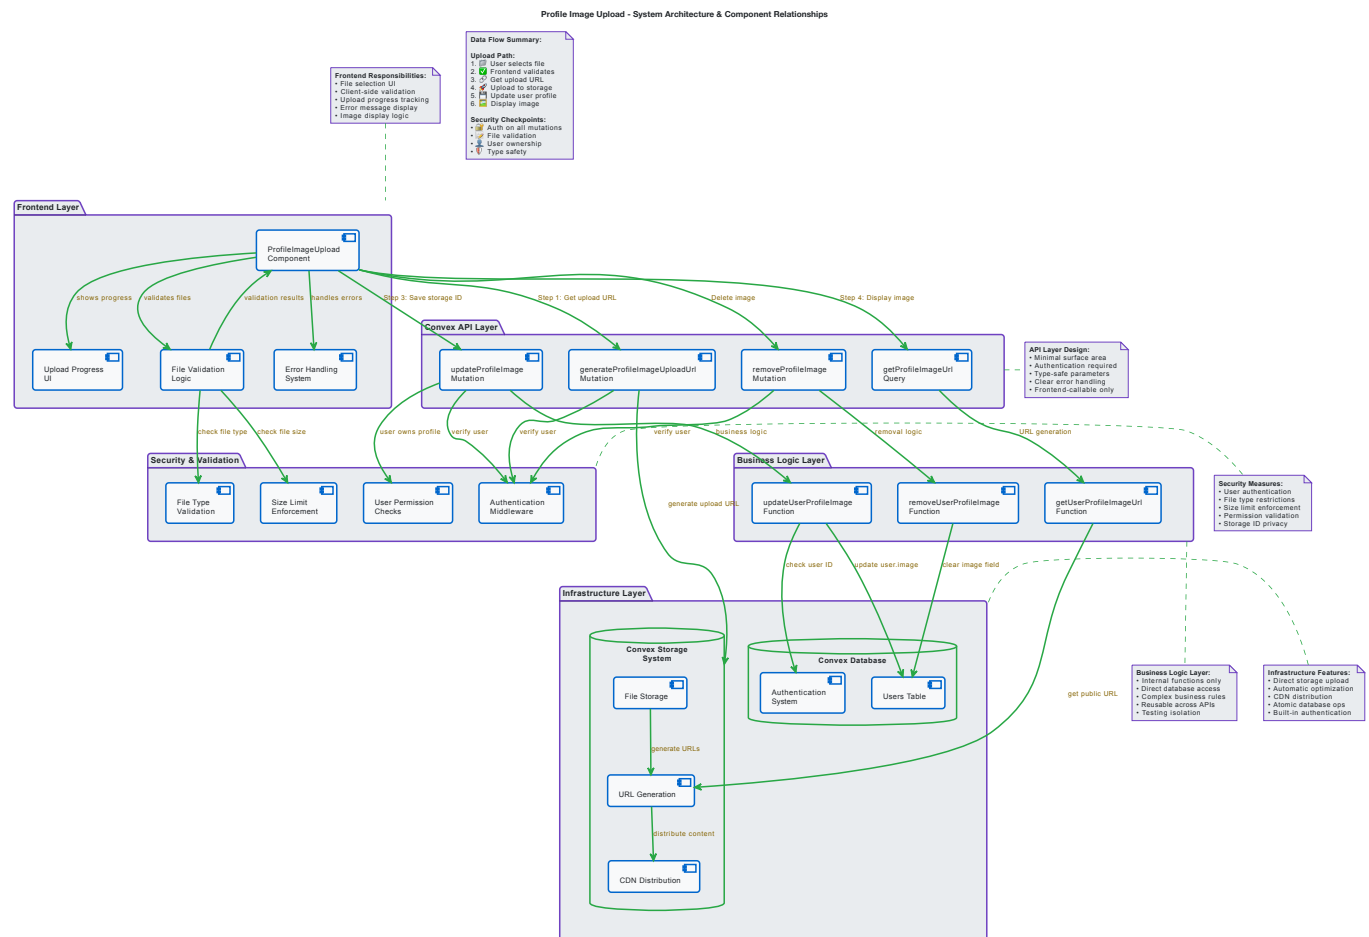 Profile Image Upload - System Architecture & Component Relationships
Data Flow Summary:
Upload Path:
1. User selects file
2. ✅ Frontend validates
3. 🔗 Get upload URL
4. 🚀 Upload to storage
5. 💾 Update user profile
6. Display image
Security Checkpoints:
• 🔐 Auth on all mutations
• 📝 File validation
• 👤 User ownership
• 🛡 Type safety
Frontend Responsibilities:
• File selection UI
• Client-side validation
• Upload progress tracking
• Error message display
• Image display logic
Frontend Layer
ProfileImageUpload
Component
shows progress
validates files
validation results
handles errors
Step 3: Save storage ID
Step 1: Get upload URL
Delete image
Step 4: Display image
Upload Progress
UI
File Validation
Logic
Error Handling
System
Convex API Layer
updateProfileImage
Mutation
generateProfileImageUploadUrl
Mutation
removeProfileImage
Mutation
getProfileImageUrl
Query
API Layer Design:
• Minimal surface area
• Authentication required
• Type-safe parameters
• Clear error handling
• Frontend-callable only
check file type
check file size
user owns profile
verify user
verify user
verify user
business logic
removal logic
URL generation
Security & Validation
File Type
Validation
Size Limit
Enforcement
User Permission
Checks
Authentication
Middleware
generate upload URL
Business Logic Layer
updateUserProfileImage
Function
removeUserProfileImage
Function
getUserProfileImageUrl
Function
Security Measures:
• User authentication
• File type restrictions
• Size limit enforcement
• Permission validation
• Storage ID privacy
check user ID
update user.image
clear image field
Infrastructure Layer
Convex Storage
System
File Storage
generate URLs
URL Generation
distribute content
CDN Distribution
Convex Database
Authentication
System
Users Table
get public URL
Business Logic Layer:
• Internal functions only
• Direct database access
• Complex business rules
• Reusable across APIs
• Testing isolation
Infrastructure Features:
• Direct storage upload
• Automatic optimization
• CDN distribution
• Atomic database ops
• Built-in authentication